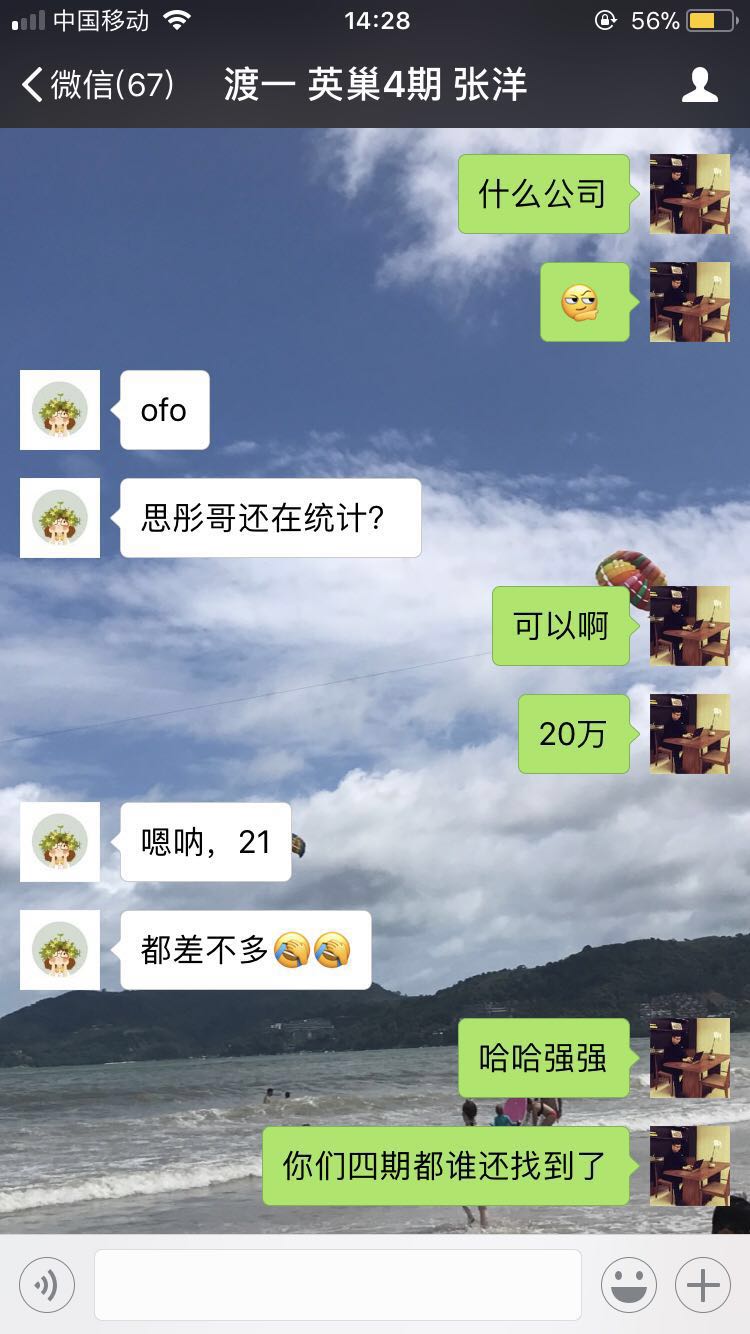 中国移动 14:28 56%
微信(67) 渡一 英巢4期 张洋
什么公司
ofo
思彤哥还在统计?
可以啊
20万
嗯呐，21
都差不多
哈哈强强
你们四期都谁还找到了